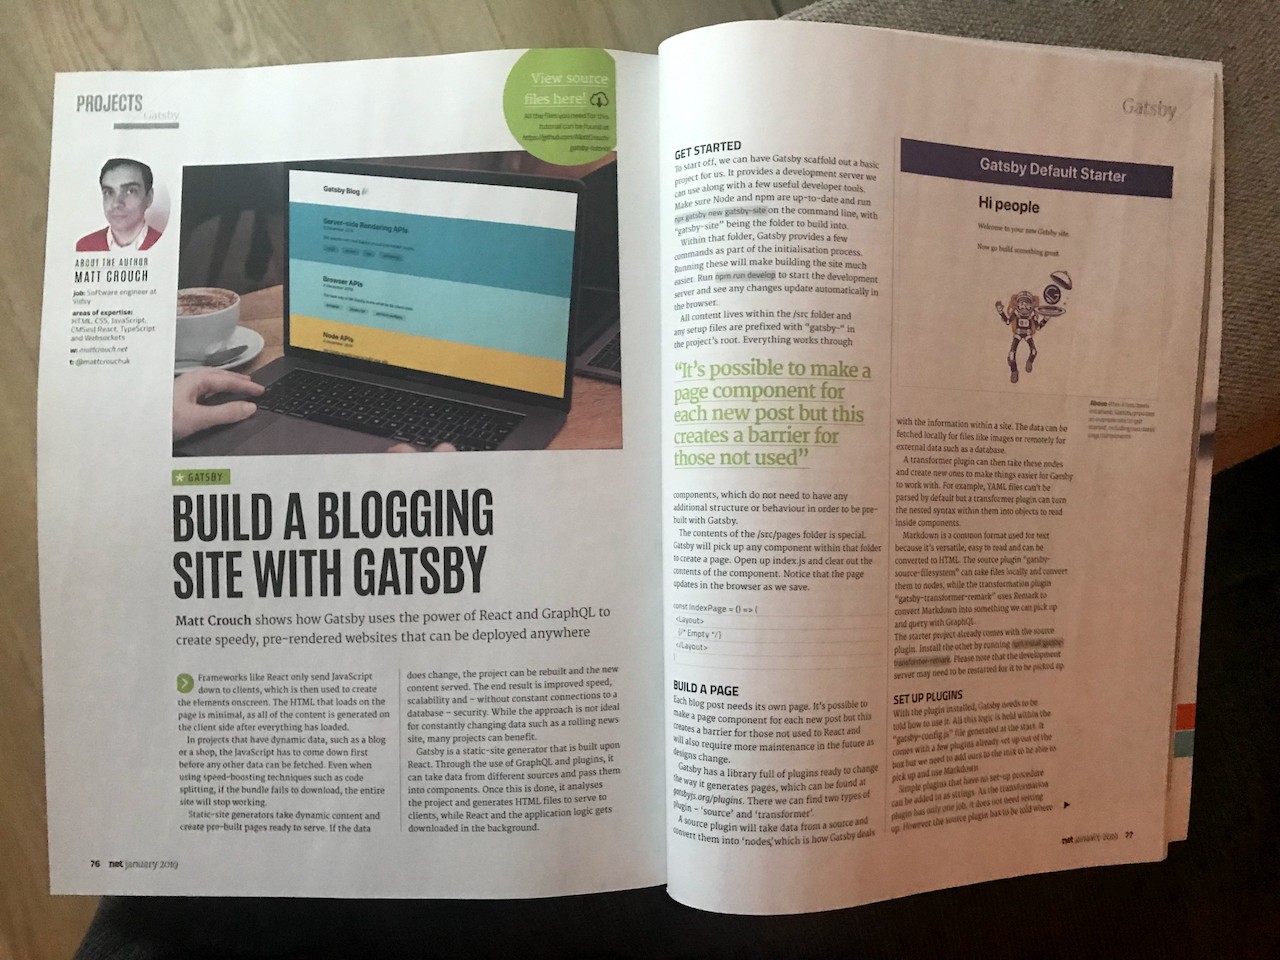 PROJECTS
Gatsby
View source
files here!
All the files you need for this
tutorial can be found at
https://github.com/MattCrouch/
gatsby-tutorial
ABOUT THE AUTHOR
MATT CROUCH
job: Software engineer at
Vidsy
areas of expertise:
HTML, CSS, JavaScript,
CMSes, React, TypeScript
and Websockets
w: mattcrouch.net
t: @mattcrouchuk
Gatsby Blog
Server-side Rendering APIs
Browser APIs
Node APIs
GATSBY
BUILD A BLOGGING
SITE WITH GATSBY
Matt Crouch shows how Gatsby uses the power of React and GraphQL to
create speedy, pre-rendered websites that can be deployed anywhere
Frameworks like React only send JavaScript
down to clients, which is then used to create
the elements onscreen. The HTML that loads on the
page is minimal, as all of the content is generated on
the client side after everything has loaded.
In projects that have dynamic data, such as a blog
or a shop, the JavaScript has to come down first
before any other data can be fetched. Even when
using speed-boosting techniques such as code
splitting, if the bundle fails to download, the entire
site will stop working.
Static-site generators take dynamic content and
create pre-built pages ready to serve. If the data
does change, the project can be rebuilt and the new
content served. The end result is improved speed,
scalability and – without constant connections to a
database – security. While the approach is not ideal
for constantly changing data such as a rolling news
site, many projects can benefit.
Gatsby is a static-site generator that is built upon
React. Through the use of GraphQL and plugins, it
can take data from different sources and pass them
into components. Once this is done, it analyses
the project and generates HTML files to serve to
clients, while React and the application logic gets
downloaded in the background.
76 net january 2019
Gatsby
GET STARTED
To start off, we can have Gatsby scaffold out a basic
project for us. It provides a development server we
can use along with a few useful developer tools.
Make sure Node and npm are up-to-date and run
npx gatsby new gatsby-site on the command line, with
"gatsby-site" being the folder to build into.
Within that folder, Gatsby provides a few
commands as part of the initialisation process.
Running these will make building the site much
easier. Run npm run develop to start the development
server and see any changes update automatically in
the browser.
All content lives within the /src folder and
any setup files are prefixed with "gatsby-" in
the project's root. Everything works through
“It’s possible to make a
page component for
each new post but this
creates a barrier for
those not used”
components, which do not need to have any
additional structure or behaviour in order to be pre-
built with Gatsby.
The contents of the /src/pages folder is special.
Gatsby will pick up any component within that folder
to create a page. Open up index.js and clear out the
contents of the component. Notice that the page
updates in the browser as we save.
const IndexPage = () => (
<Layout>
{/* Empty */}
</Layout>
)
BUILD A PAGE
Each blog post needs its own page. It's possible to
make a page component for each new post but this
creates a barrier for those not used to React and
will also require more maintenance in the future as
designs change.
Gatsby has a library full of plugins ready to change
the way it generates pages, which can be found at
gatsbyjs.org/plugins. There we can find two types of
plugin – 'source' and 'transformer'.
A source plugin will take data from a source and
convert them into 'nodes', which is how Gatsby deals
Gatsby Default Starter
Hi people
Welcome to your new Gatsby site.
Now go build something great.
Above
with the information within a site. The data can be
fetched locally for files like images or remotely for
external data such as a database.
A transformer plugin can then take these nodes
and create new ones to make things easier for Gatsby
to work with. For example, YAML files can't be
parsed by default but a transformer plugin can turn
the nested syntax within them into objects to read
inside components.
Markdown is a common format used for text
because it's versatile, easy to read and can be
converted to HTML. The source plugin "gatsby-
source-filesystem" can take files locally and convert
them to nodes, while the transformation plugin
"gatsby-transformer-remark" uses Remark to
convert Markdown into something we can pick up
and query with GraphQL.
The starter project already comes with the source
plugin. Install the other by running npm install gatsby-
transformer-remark. Please note that the development
server may need to be restarted for it to be picked up
SET UP PLUGINS
With the plugin installed, Gatsby needs to be
told how to use it. All this logic is held within the
"gatsby-config.js" file generated at the start. It
comes with a few plugins already set up out of the
box but we need to add ours to the mix to be able to
pick up and use Markdown.
Simple plugins that have no set-up procedure
can be added in as strings. As the transformation
plugin has only one job, it does not need setting
up. However the source plugin has to be told where
net january 2019 77